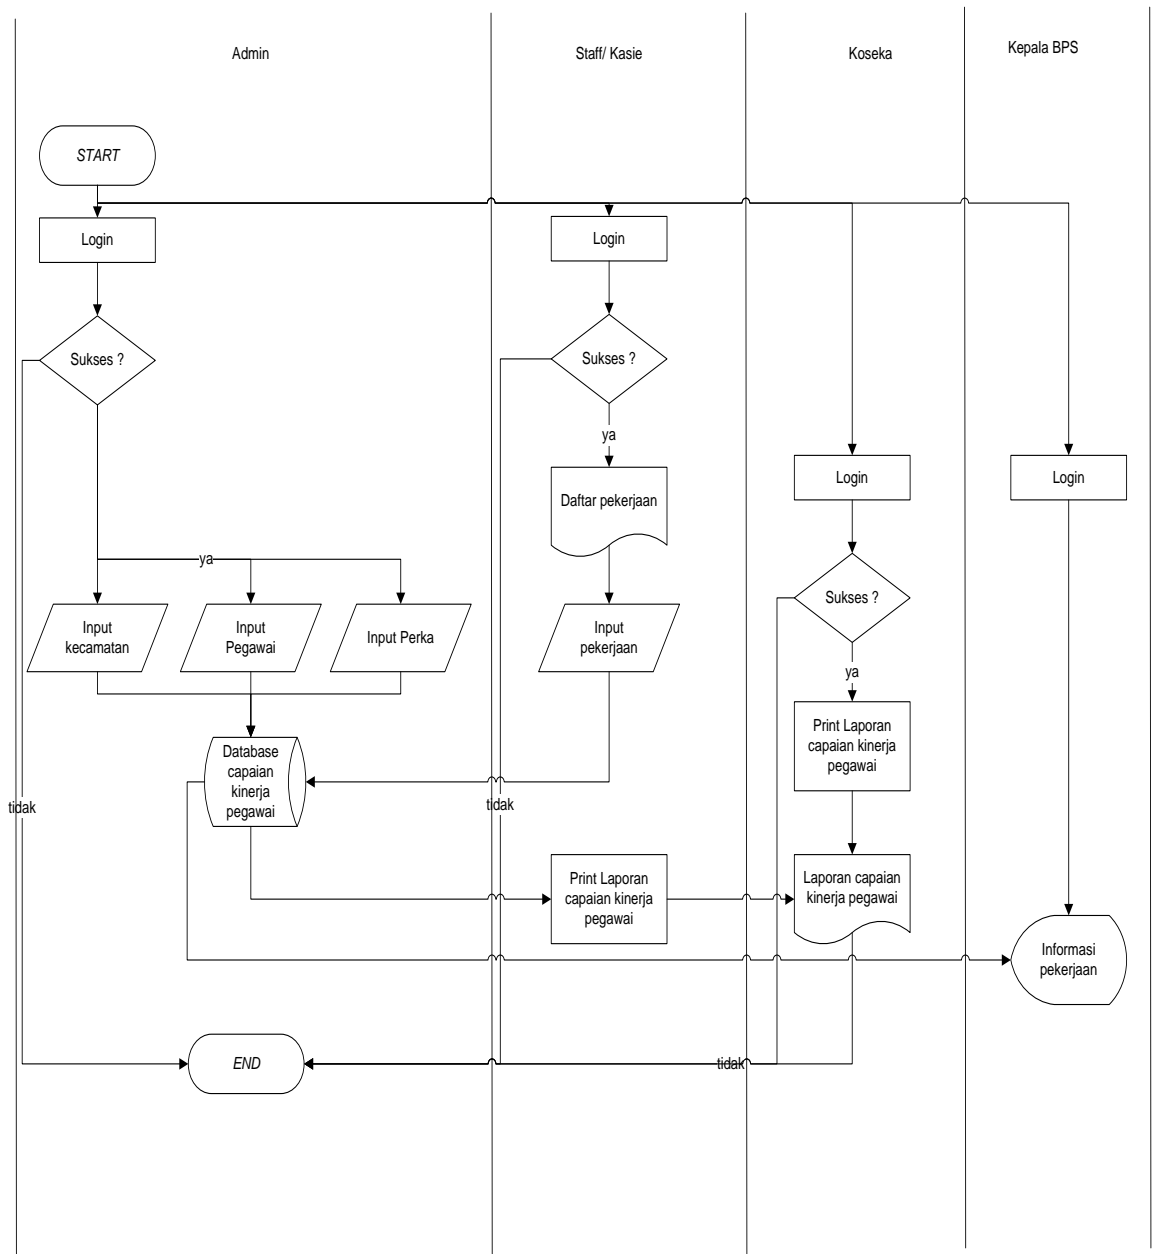 Admin
Staff/ Kasie
Koseka
Kepala BPS
START
Login
Login
Sukses ?
Sukses ?
ya
Login
Login
Daftar pekerjaan
ya
Sukses ?
Input
kecamatan
Input
Pegawai
Input Perka
Input
pekerjaan
ya
Print Laporan
capaian kinerja
pegawai
Database
capaian
kinerja
pegawai
tidak
tidak
Print Laporan
capaian kinerja
pegawai
Laporan capaian
kinerja pegawai
Informasi
pekerjaan
END
tidak